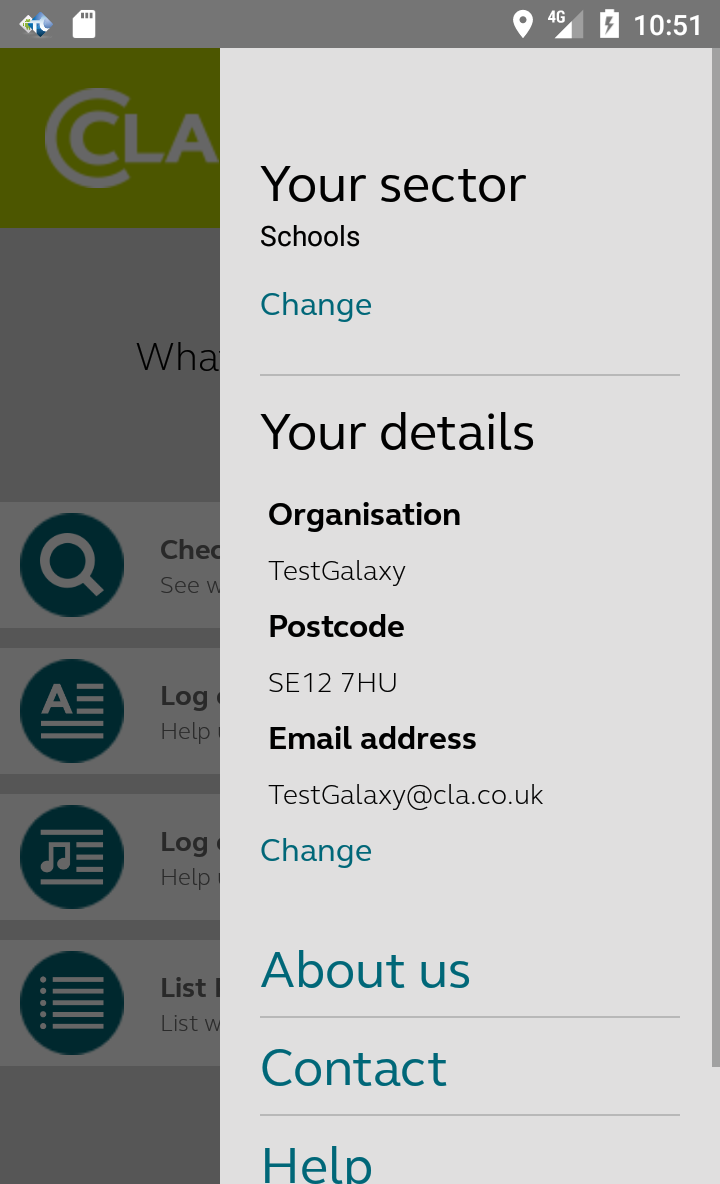 4G 10:51
CLA
Your sector
Schools
Change
What
Your details
Organisation
TestGalaxy
Postcode
SE12 7HU
Email address
TestGalaxy@cla.co.uk
Change
Chec
See w
Log
Help
Log
Help
List
List w
About us
Contact
Help